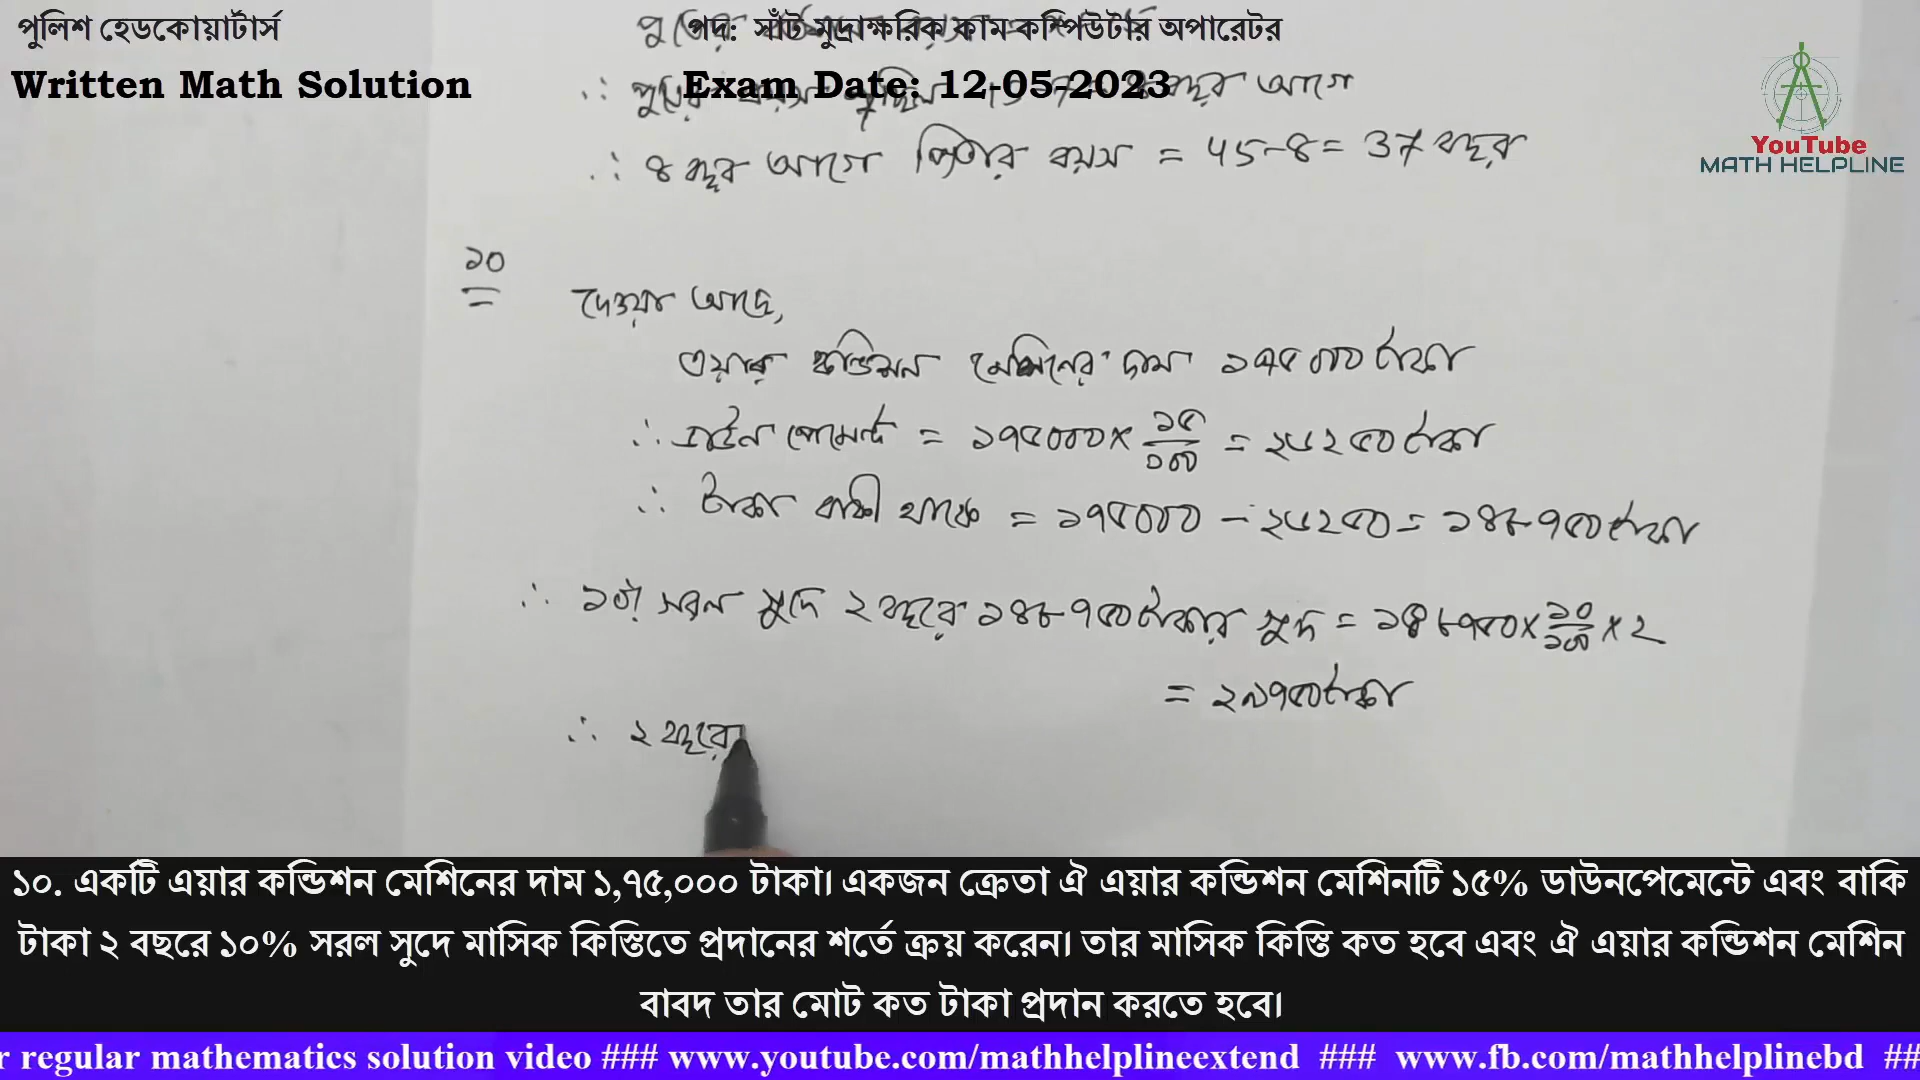 পুলিশ হেডকোয়ার্টার্স
পদ: সাঁট মুদ্রাক্ষরিক কাম কম্পিউটার অপারেটর
Written Math Solution
Exam Date: 12-05-2023
বছর আগে
∴ ৪ বছর আগে পিতার বয়স = 45-8 = 37 বছর
YouTube
MATH HELPLINE
১০
দেওয়া আছে,
এয়ার কন্ডিশন মেশিনের দাম ১৭৫০০০ টাকা
∴ ডাউন পেমেন্ট = ১৭৫০০০ × ১৫/১০০ = ২৬২৫০ টাকা
∴ টাকা বাকী থাকে = ১৭৫০০০ - ২৬২৫০ = ১৪৮৭৫০ টাকা
∴ ১০% সরল সুদে ২ বছরে ১৪৮৭৫০ টাকার সুদ = ১৪৮৭৫০ × ১০/১০০ × ২
= ২৯৭৫০ টাকা
∴ ২ বছরে
১০. একটি এয়ার কন্ডিশন মেশিনের দাম ১,৭৫,০০০ টাকা। একজন ক্রেতা ঐ এয়ার কন্ডিশন মেশিনটি ১৫% ডাউনপেমেন্টে এবং বাকি
টাকা ২ বছরে ১০% সরল সুদে মাসিক কিস্তিতে প্রদানের শর্তে ক্রয় করেন। তার মাসিক কিস্তি কত হবে এবং ঐ এয়ার কন্ডিশন মেশিন
বাবদ তার মোট কত টাকা প্রদান করতে হবে।
r regular mathematics solution video ### www.youtube.com/mathhelplineextend ### www.fb.com/mathhelplinebd ##